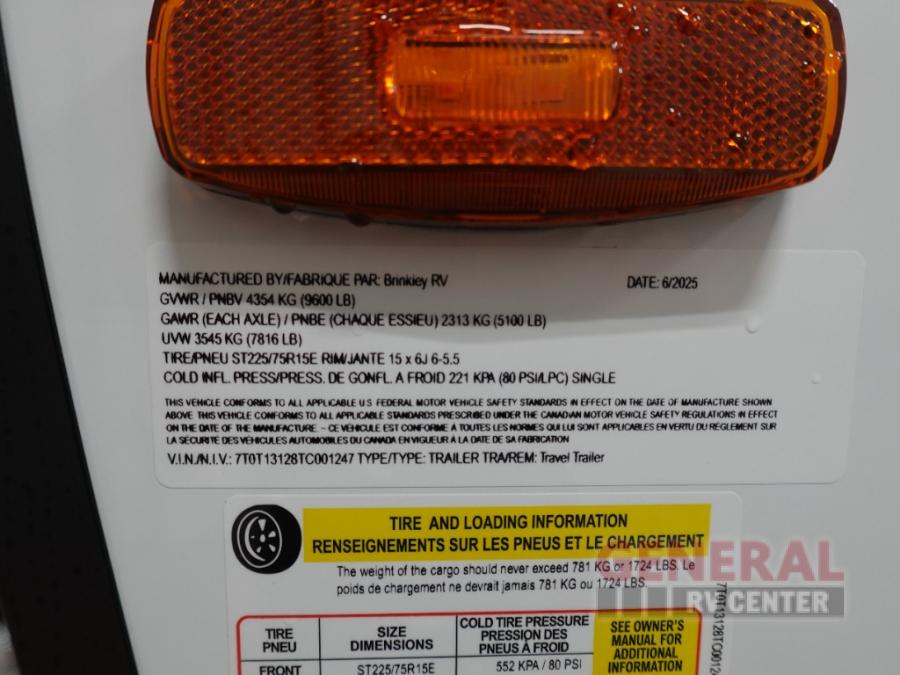 MANUFACTURED BY/FABRIQUE PAR: Brinkley RV DATE: 6/2025
GVWR / PNBV 4354 KG (9600 LB)
GAWR (EACH AXLE) / PNBE (CHAQUE ESSIEU) 2313 KG (5100 LB)
UVW 3545 KG (7816 LB)
TIRE/PNEU ST225/75R15E RIM/JANTE 15 x 6J 6-5.5
COLD INFL. PRESS/PRESS. DE GONFL. A FROID 221 KPA (80 PSI/LPC) SINGLE
THIS VEHICLE CONFORMS TO ALL APPLICABLE U.S FEDERAL MOTOR VEHICLE SAFETY STANDARDS IN EFFECT ON THE DATE OF MANUFACTURE SHOWN
ABOVE THIS VEHICLE CONFORMS TO ALL APPLICABLE STANDARDS PRESCRIBED UNDER THE CANADIAN MOTOR VEHICLE SAFETY REGULATIONS IN EFFECT
ON THE DATE OF THE MANUFACTURE. - CE VÉHICULE EST CONFORME À TOUTES LES NORMES QUI LUI SONT APPLICABLES EN VERTU DU RÈGLEMENT SUR
LA SÉCURITÉ DES VÉHICULES AUTOMOBILES DU CANADA EN VIGUEUR À LA DATE DE SA FABRICATION
V.I.N./N.I.V.: 7T0T13128TC001247 TYPE/TYPE: TRAILER TRA/REM: Travel Trailer
TIRE AND LOADING INFORMATION
RENSEIGNEMENTS SUR LES PNEUS ET LE CHARGEMENT
The weight of the cargo should never exceed 781 KG or 1724 LBS. Le
poids de chargement ne devrait jamais 781 KG ou 1724 LBS.
TIRE
PNEU
SIZE
DIMENSIONS
COLD TIRE PRESSURE
PRESSION DES
PNEUS À FROID
SEE OWNER'S
MANUAL FOR
ADDITIONAL
INFORMATION
FRONT
ST225/75R15E
552 KPA / 80 PSI
7T0T13128TC0012
GENERAL
RV CENTER